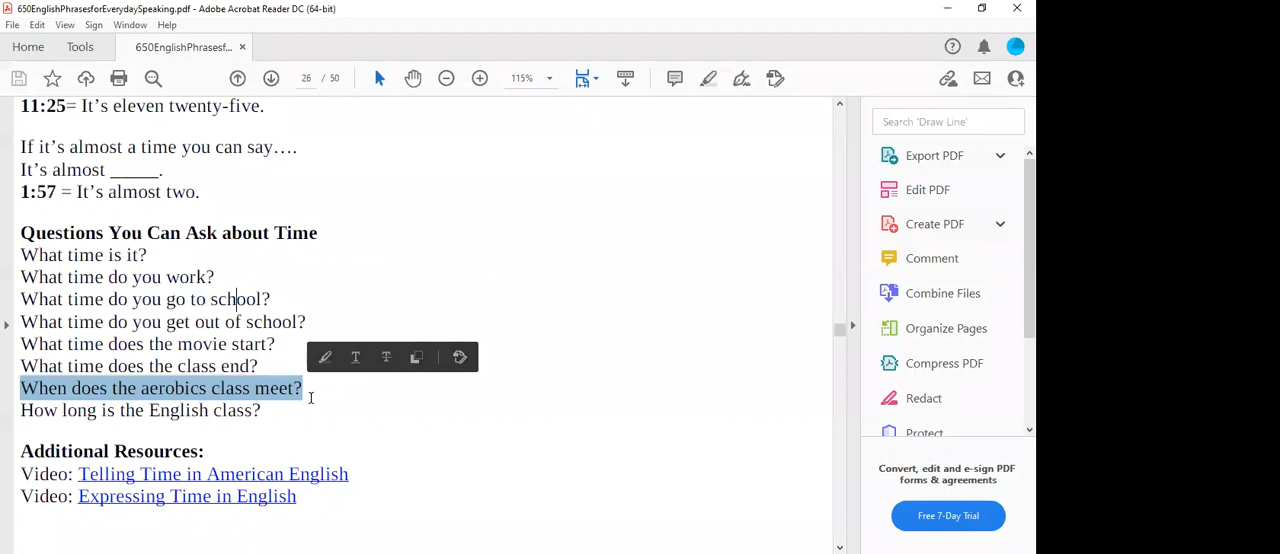 650EnglishPhrasesforEverydaySpeaking.pdf - Adobe Acrobat Reader DC (64-bit)
File Edit View Sign Window Help
Home Tools 650EnglishPhrasesf... ×
26 / 50 115%
11:25= It’s eleven twenty-five.
If it’s almost a time you can say….
It’s almost _____.
1:57 = It’s almost two.
Questions You Can Ask about Time
What time is it?
What time do you work?
What time do you go to school?
What time do you get out of school?
What time does the movie start?
What time does the class end?
When does the aerobics class meet?
How long is the English class?
Additional Resources:
Video: Telling Time in American English
Video: Expressing Time in English
Search 'Draw Line'
Export PDF
Edit PDF
Create PDF
Comment
Combine Files
Organize Pages
Compress PDF
Redact
Protect
Convert, edit and e-sign PDF
forms & agreements
Free 7-Day Trial